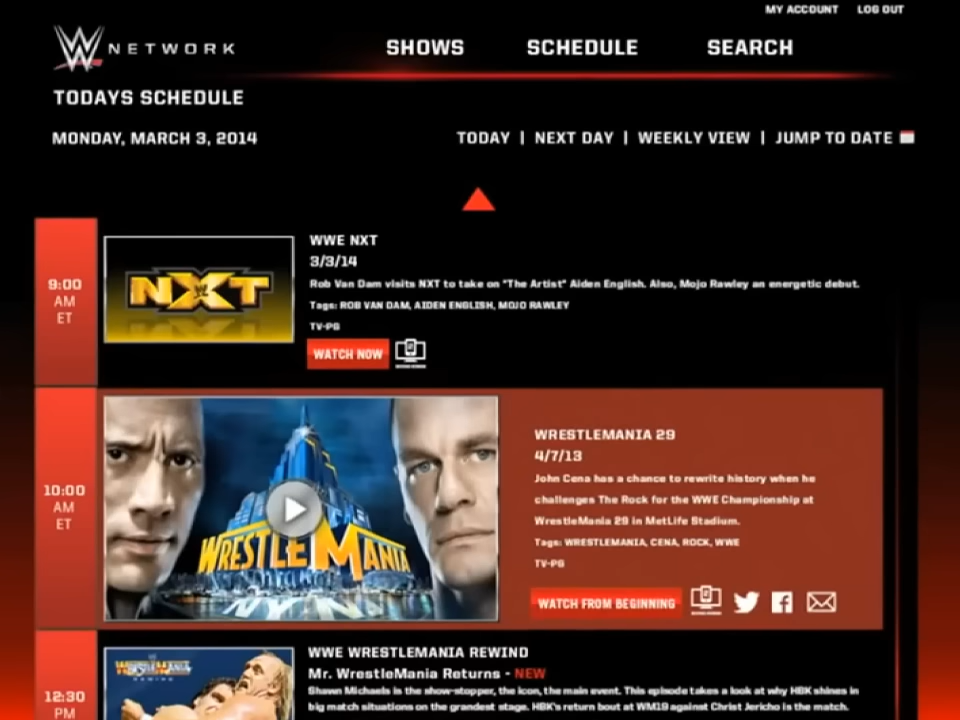 MY ACCOUNT LOG OUT
W NETWORK
SHOWS SCHEDULE SEARCH
TODAYS SCHEDULE
MONDAY, MARCH 3, 2014
TODAY | NEXT DAY | WEEKLY VIEW | JUMP TO DATE
9:00
AM
ET
NXT
WWE NXT
3/3/14
Rob Van Dam visits NXT to take on "The Artist" Aiden English. Also, Mojo Rawley an energetic debut.
Tags: ROB VAN DAM, AIDEN ENGLISH, MOJO RAWLEY
TV-PG
WATCH NOW
10:00
AM
ET
WRESTLEMANIA
NY NJ
WRESTLEMANIA 29
4/7/13
John Cena has a chance to rewrite history when he
challenges The Rock for the WWE Championship at
WrestleMania 29 in MetLife Stadium.
Tags: WRESTLEMANIA, CENA, ROCK, WWE
TV-PG
WATCH FROM BEGINNING
12:30
PM
WRESTLEMANIA
REWIND
WWE WRESTLEMANIA REWIND
Mr. WrestleMania Returns - NEW
Shawn Michaels is the show-stopper, the icon, the main event. This episode takes a look at why HBK shines in
big match situations on the grandest stage. HBK's return bout at WM19 against Christ Jericho is the match.